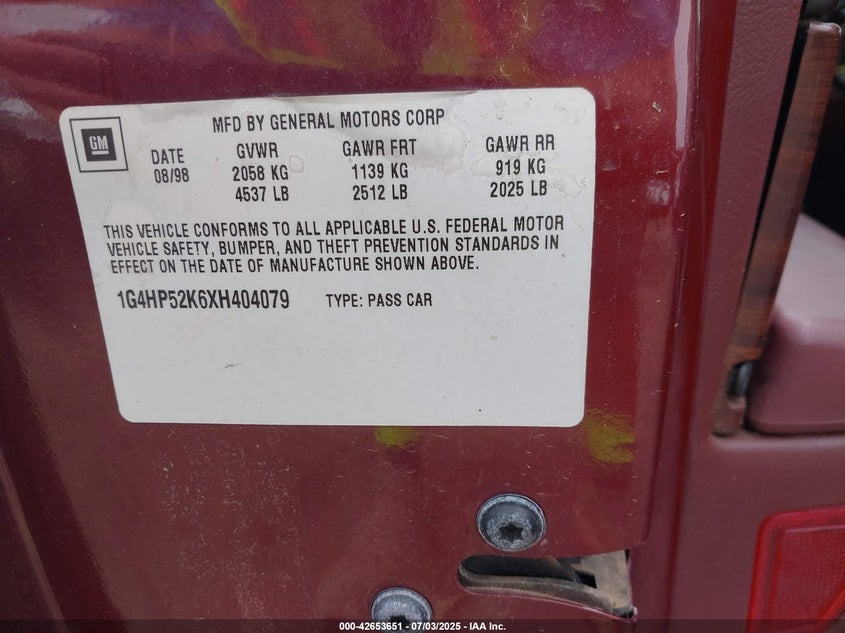 MFD BY GENERAL MOTORS CORP
GM
DATE GVWR GAWR FRT GAWR RR
08/98 2058 KG 1139 KG 919 KG
4537 LB 2512 LB 2025 LB
THIS VEHICLE CONFORMS TO ALL APPLICABLE U.S. FEDERAL MOTOR
VEHICLE SAFETY, BUMPER, AND THEFT PREVENTION STANDARDS IN
EFFECT ON THE DATE OF MANUFACTURE SHOWN ABOVE.
1G4HP52K6XH404079 TYPE: PASS CAR
000-42653651 - 07/03/2025 - IAA Inc.